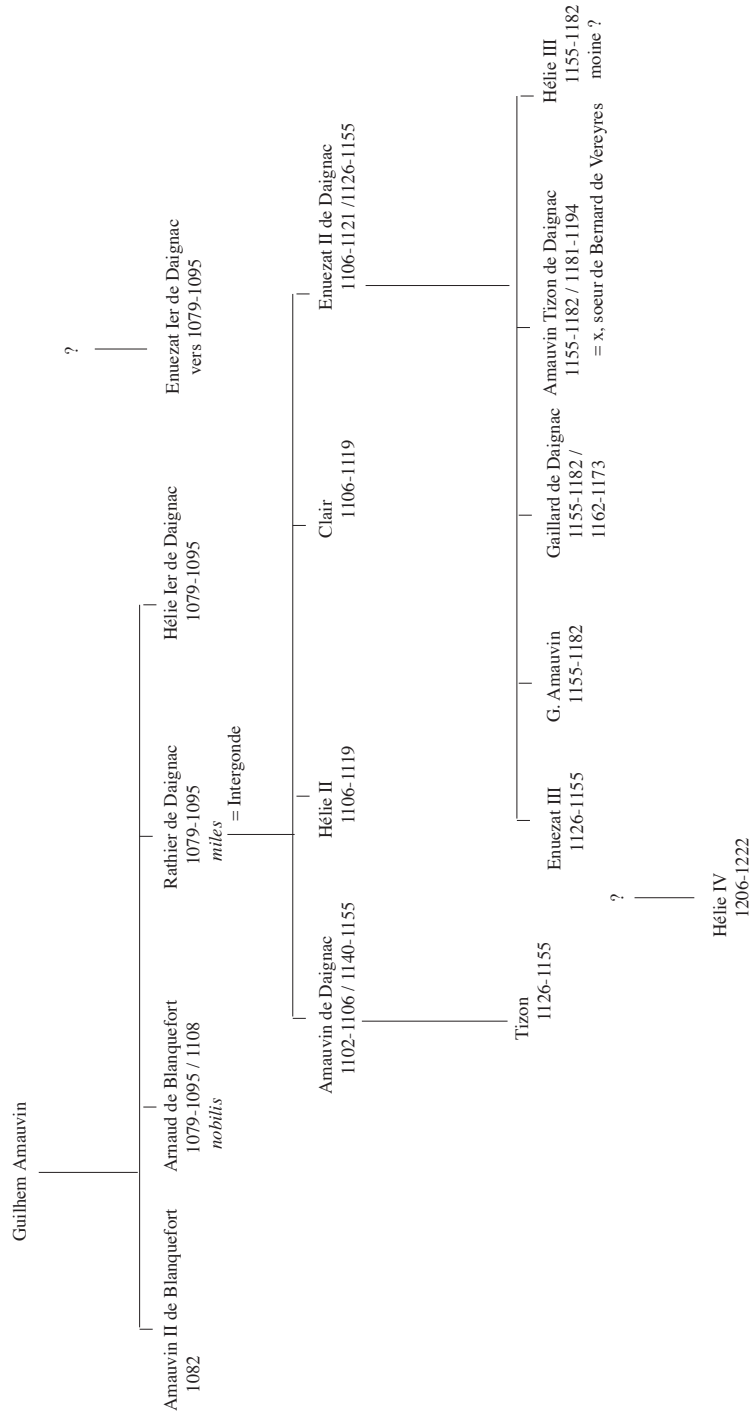 Guilhem Amauvin
?
Amauvin II de Blanquefort
1082
Arnaud de Blanquefort
1079-1095 / 1108
nobilis
Rathier de Daignac
1079-1095
miles
= Intergonde
Hélie Ier de Daignac
1079-1095
Enuezat Ier de Daignac
vers 1079-1095
Amauvin de Daignac
1102-1106 / 1140-1155
Hélie II
1106-1119
Clair
1106-1119
Enuezat II de Daignac
1106-1121 /1126-1155
Tizon
1126-1155
Enuezat III
1126-1155
G. Amauvin
1155-1182
Gaillard de Daignac
1155-1182 /
1162-1173
Amauvin Tizon de Daignac
1155-1182 / 1181-1194
= x, soeur de Bernard de Vereyres
Hélie III
1155-1182
moine ?
?
Hélie IV
1206-1222